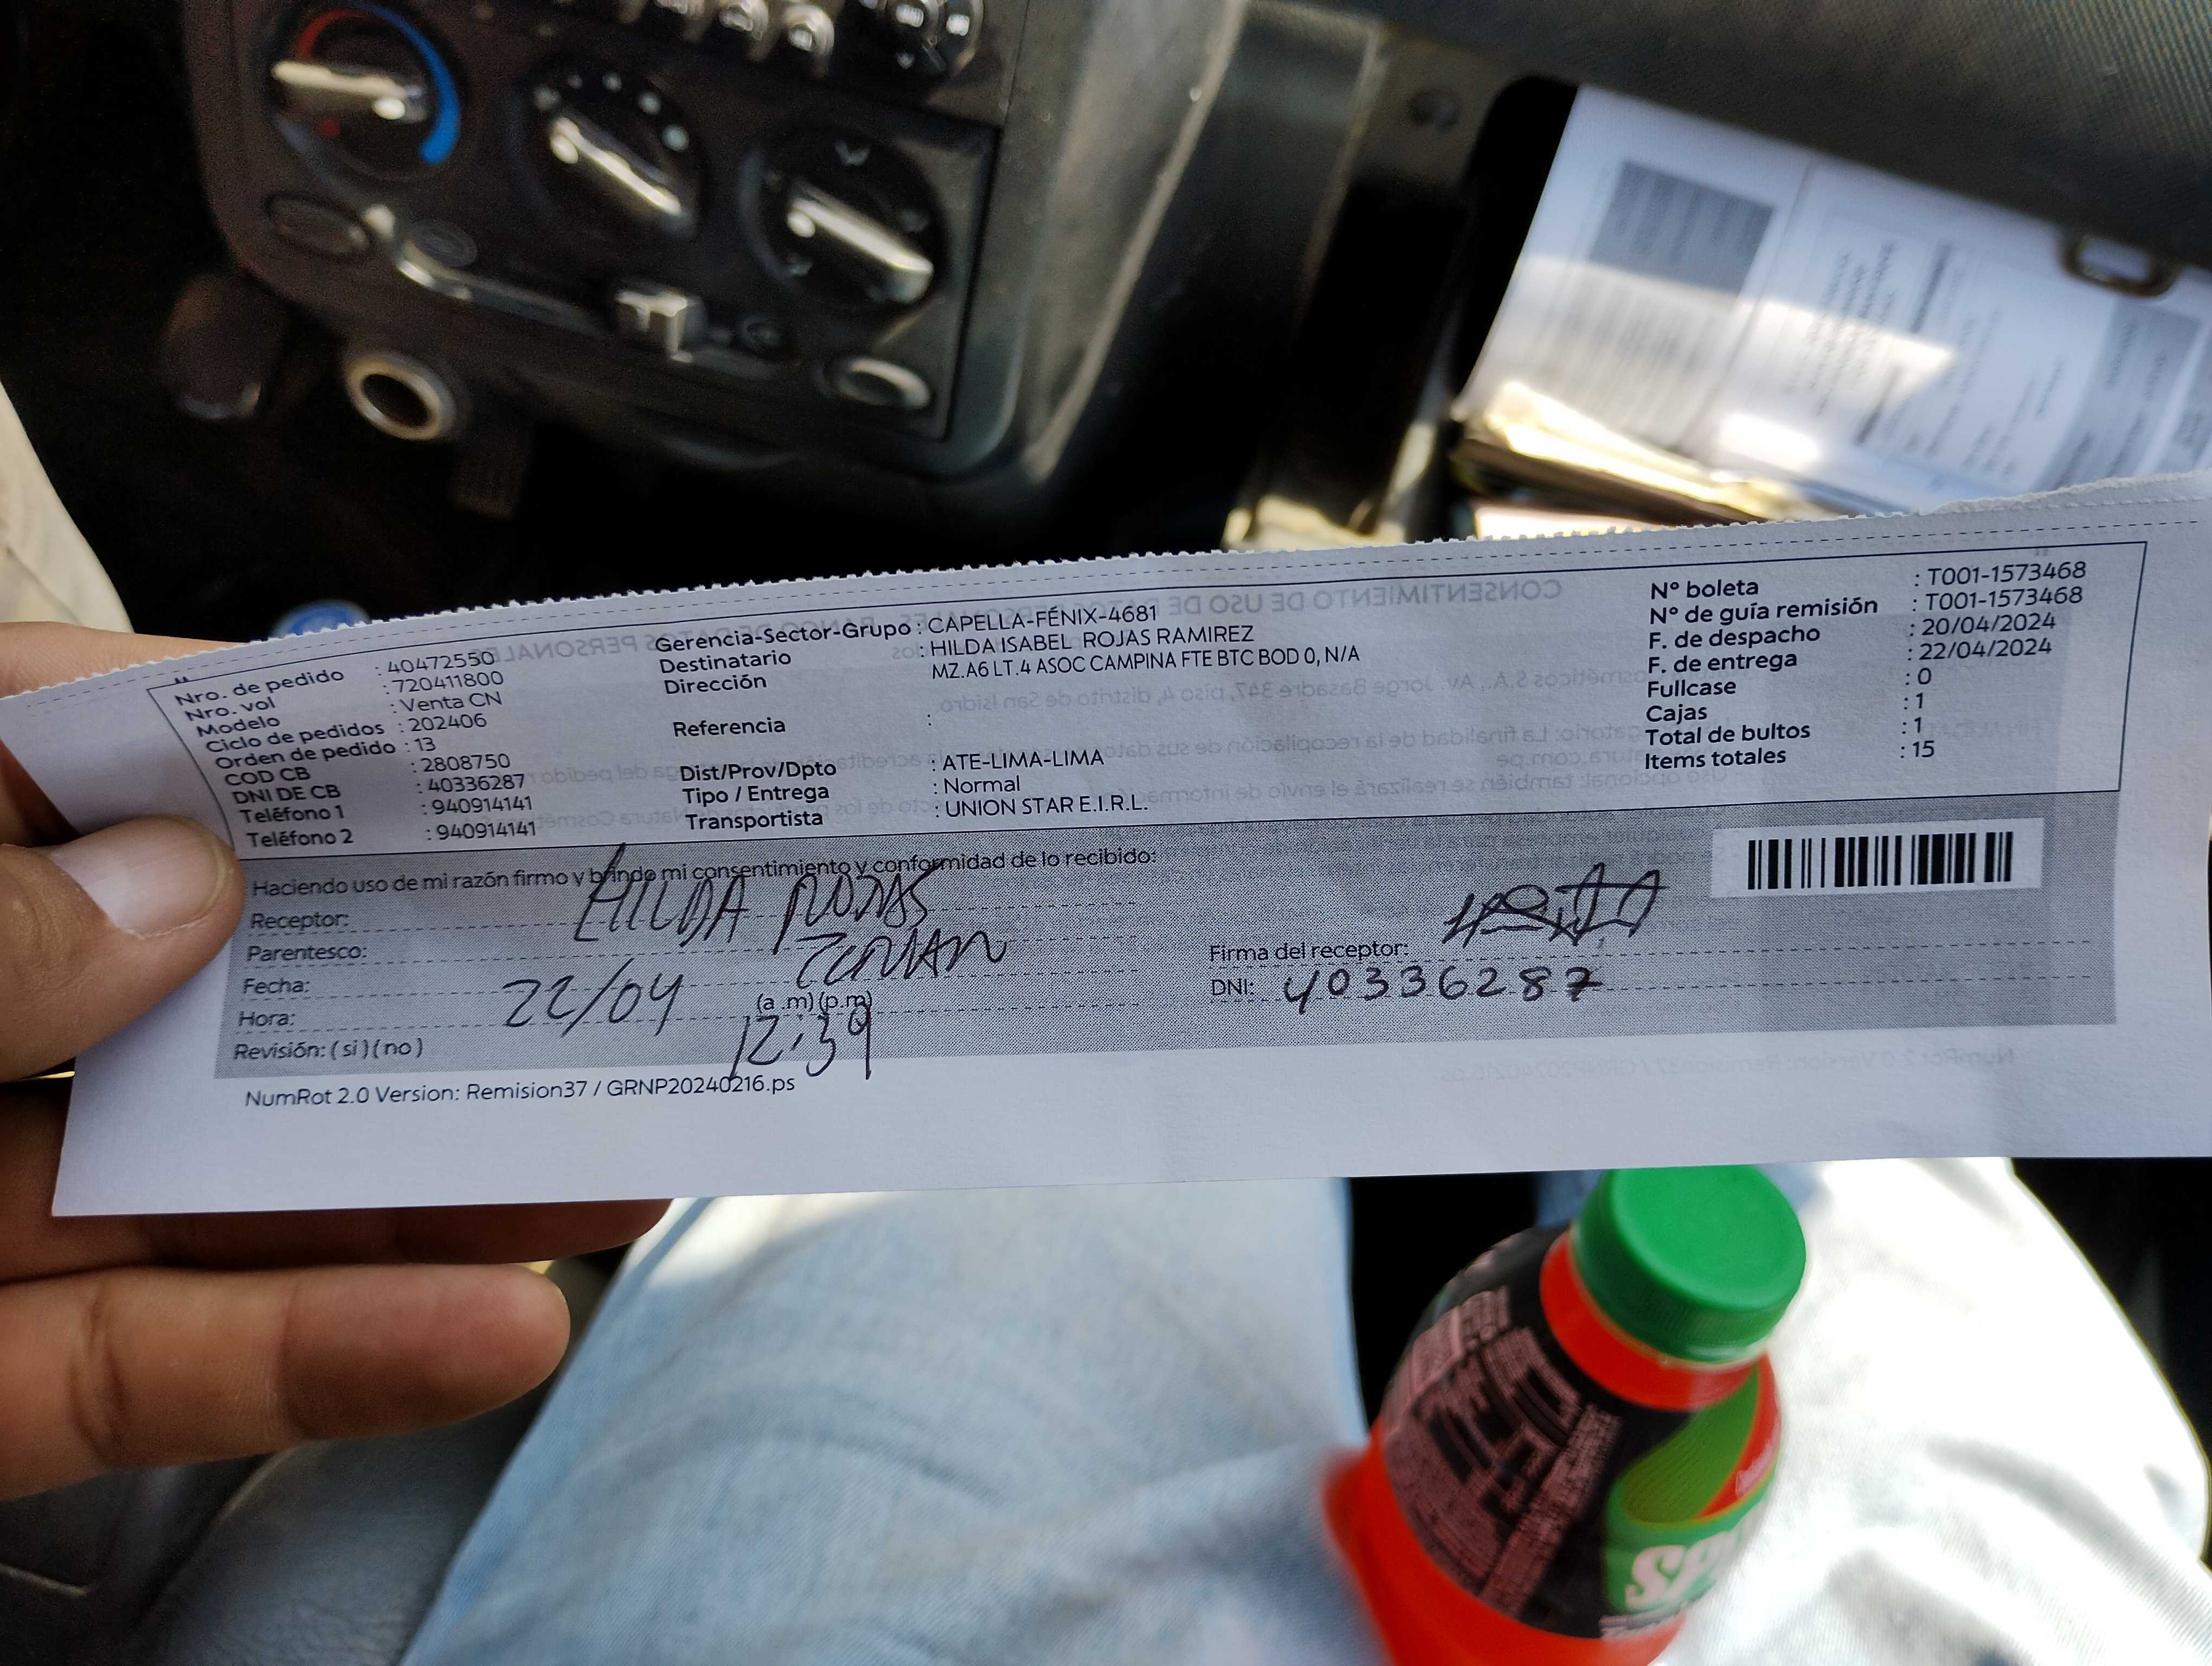 Nro. de pedido : 40472550
Nro. vol : 720411800
Modelo : Venta CN
Ciclo de pedidos : 202406
Orden de pedido : 13
COD CB : 2808750
DNI DE CB : 40336287
Teléfono 1 : 940914141
Teléfono 2 : 940914141
Gerencia-Sector-Grupo : CAPELLA-FÉNIX-4681
Destinatario : HILDA ISABEL ROJAS RAMIREZ
Dirección MZ.A6 LT.4 ASOC CAMPINA FTE BTC BOD 0, N/A
Referencia :
Dist/Prov/Dpto : ATE-LIMA-LIMA
Tipo / Entrega : Normal
Transportista : UNION STAR E.I.R.L.
Nº boleta : T001-1573468
Nº de guía remisión : T001-1573468
F. de despacho : 20/04/2024
F. de entrega : 22/04/2024
Fullcase : 0
Cajas : 1
Total de bultos : 1
Items totales : 15
Haciendo uso de mi razón firmo y brindo mi consentimiento y conformidad de lo recibido:
Receptor: HILDA ROJAS
Parentesco:
Fecha: 22/04
Hora: (a.m) (p.m) 12:39
Revisión: ( si ) ( no )
Firma del receptor:
DNI: 40336287
NumRot 2.0 Version: Remision37 / GRNP20240216.ps